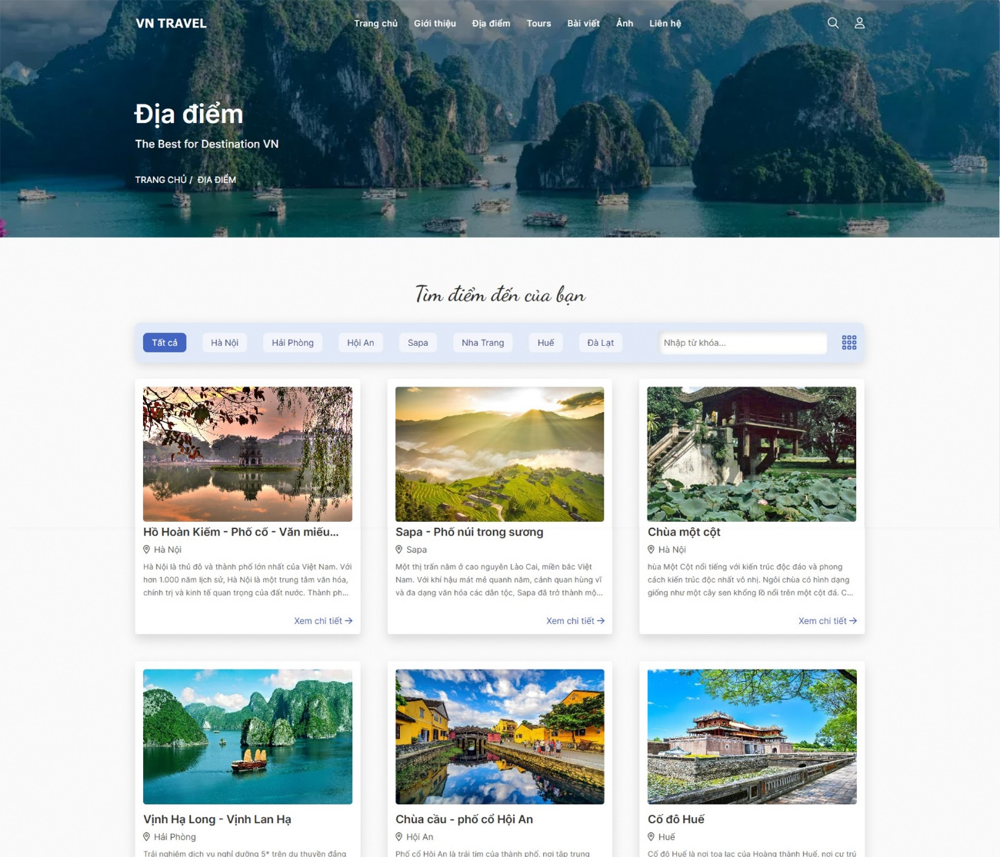 VN TRAVEL
Trang chủ Giới thiệu Địa điểm Tours Bài viết Ảnh Liên hệ
Địa điểm
The Best for Destination VN
TRANG CHỦ / ĐỊA ĐIỂM
Tìm điểm đến của bạn
Tất cả Hà Nội Hải Phòng Hội An Sapa Nha Trang Huế Đà Lạt Nhập từ khóa...
Hồ Hoàn Kiếm - Phố cổ - Văn miếu...
Hà Nội
Hà Nội là thủ đô và thành phố lớn nhất của Việt Nam. Với
hơn 1.000 năm lịch sử, Hà Nội là một trung tâm văn hóa,
chính trị và kinh tế quan trọng của đất nước. Thành ph...
Xem chi tiết →
Sapa - Phố núi trong sương
Sapa
Một thị trấn nằm ở cao nguyên Lào Cai, miền bắc Việt
Nam. Với khí hậu mát mẻ quanh năm, cảnh quan hùng vĩ
và đa dạng văn hóa các dân tộc, Sapa đã trở thành mộ...
Xem chi tiết →
Chùa một cột
Hà Nội
hùa Một Cột nổi tiếng với kiến trúc độc đáo và phong
cách kiến trúc độc nhất vô nhị. Ngôi chùa có hình dạng
giống như một cây sen khổng lồ nổi trên một cột đá. C...
Xem chi tiết →
Vịnh Hạ Long - Vịnh Lan Hạ
Hải Phòng
Trải nghiệm dịch vụ nghỉ dưỡng 5* trên du thuyền đẳng
Chùa cầu - phố cổ Hội An
Hội An
Phố cổ Hội An là trái tim của thành phố, nơi tập trung
Cố đô Huế
Huế
Cố đô Huế là nơi tọa lạc của Hoàng thành Huế, nơi cư trú